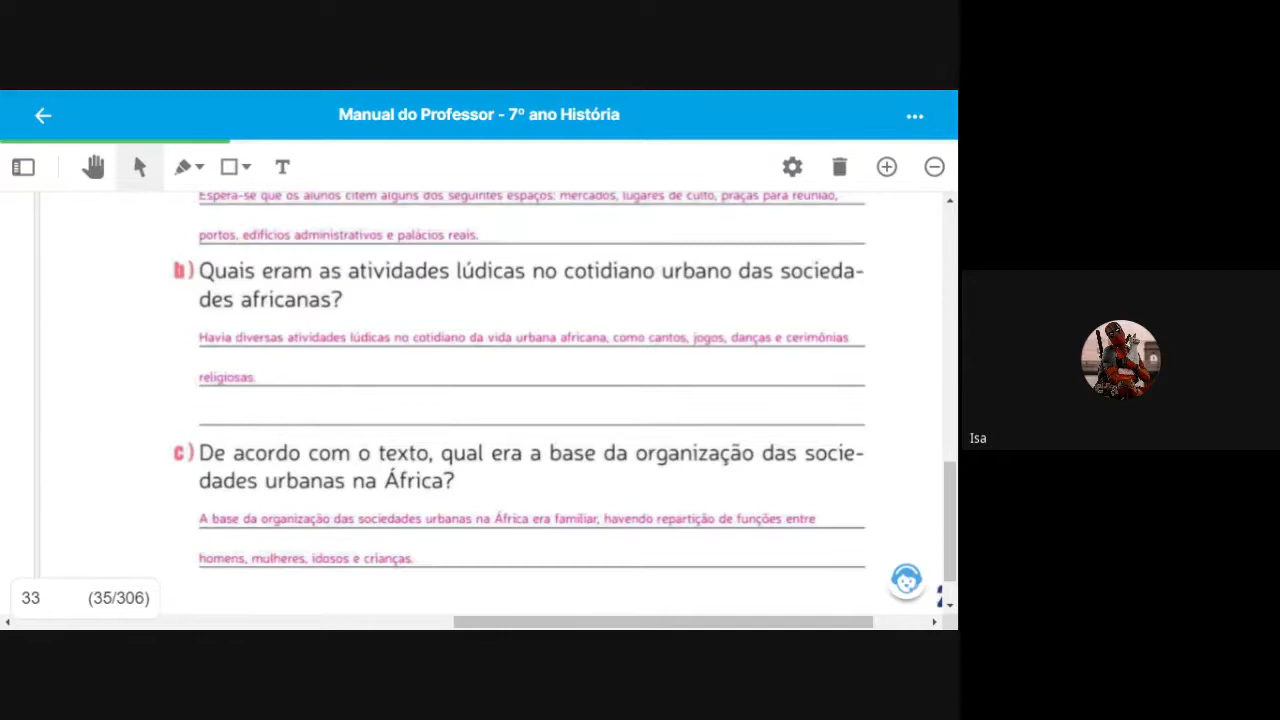 Manual do Professor - 7º ano História
T
Espera-se que os alunos citem alguns dos seguintes espaços: mercados, lugares de culto, praças para reunião,
portos, edifícios administrativos e palácios reais.
b) Quais eram as atividades lúdicas no cotidiano urbano das socieda-
des africanas?
Havia diversas atividades lúdicas no cotidiano da vida urbana africana, como cantos, jogos, danças e cerimônias
religiosas.
c) De acordo com o texto, qual era a base da organização das socie-
dades urbanas na África?
A base da organização das sociedades urbanas na África era familiar, havendo repartição de funções entre
homens, mulheres, idosos e crianças.
33 (35/306)
Isa